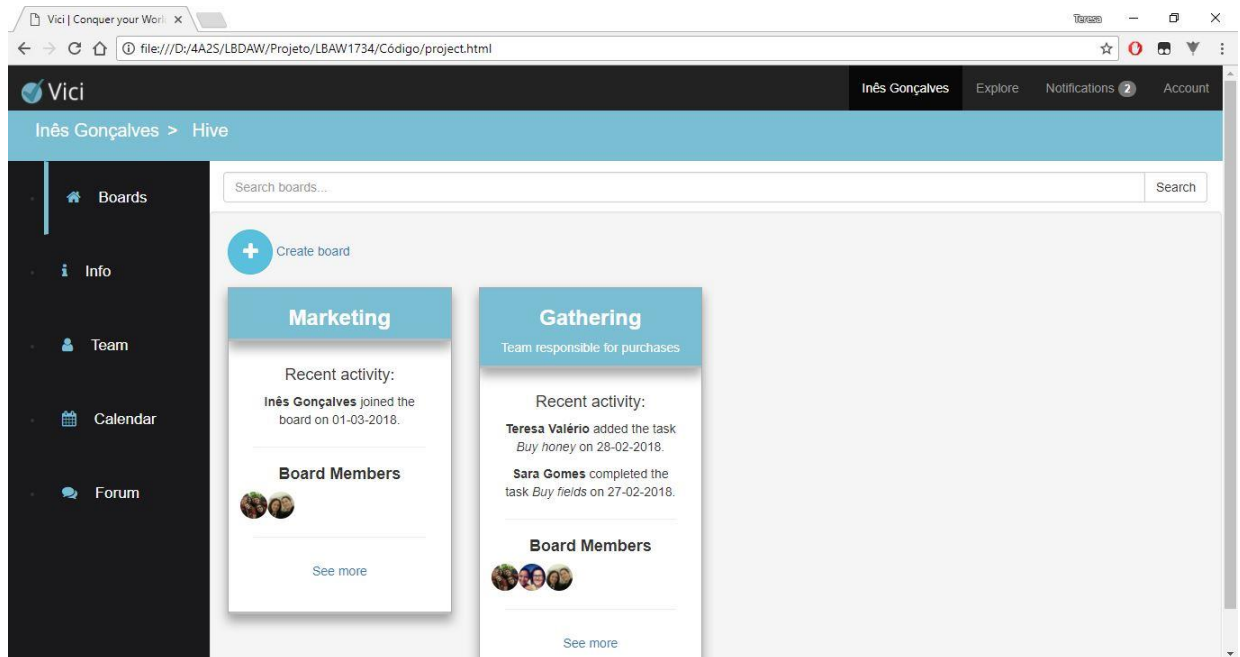 Vici | Conquer your Work
Teresa
file:///D:/4A2S/LBDAW/Projeto/LBAW1734/Código/project.html
Vici
Inês Gonçalves
Explore
Notifications 2
Account
Inês Gonçalves > Hive
Boards
Info
Team
Calendar
Forum
Search boards...
Search
Create board
Marketing
Recent activity:
Inês Gonçalves joined the
board on 01-03-2018.
Board Members
See more
Gathering
Team responsible for purchases
Recent activity:
Teresa Valério added the task
Buy honey on 28-02-2018.
Sara Gomes completed the
task Buy fields on 27-02-2018.
Board Members
See more